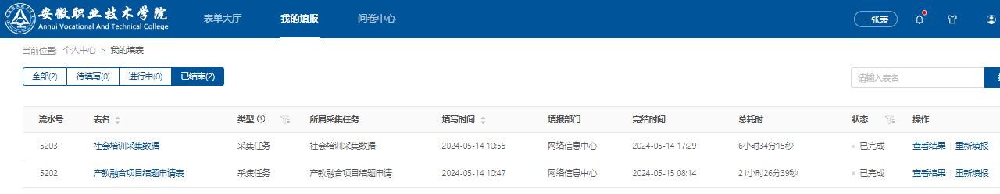 安徽职业技术学院
Anhui Vocational And Technical College
表单大厅 我的填报 问卷中心 一张表
当前位置: 个人中心 > 我的填表
全部(2) 待填写(0) 进行中(0) 已结束(2) 请输入表名
流水号 表名 类型 所属采集任务 填写时间 填报部门 完结时间 总耗时 状态 操作
5203 社会培训采集数据 采集任务 社会培训采集数据 2024-05-14 10:55 网络信息中心 2024-05-14 17:29 6小时34分15秒 已完成 查看结果 重新填报
5202 产教融合项目结题申请表 采集任务 产教融合项目结题申请 2024-05-14 10:47 网络信息中心 2024-05-15 08:14 21小时26分39秒 已完成 查看结果 重新填报